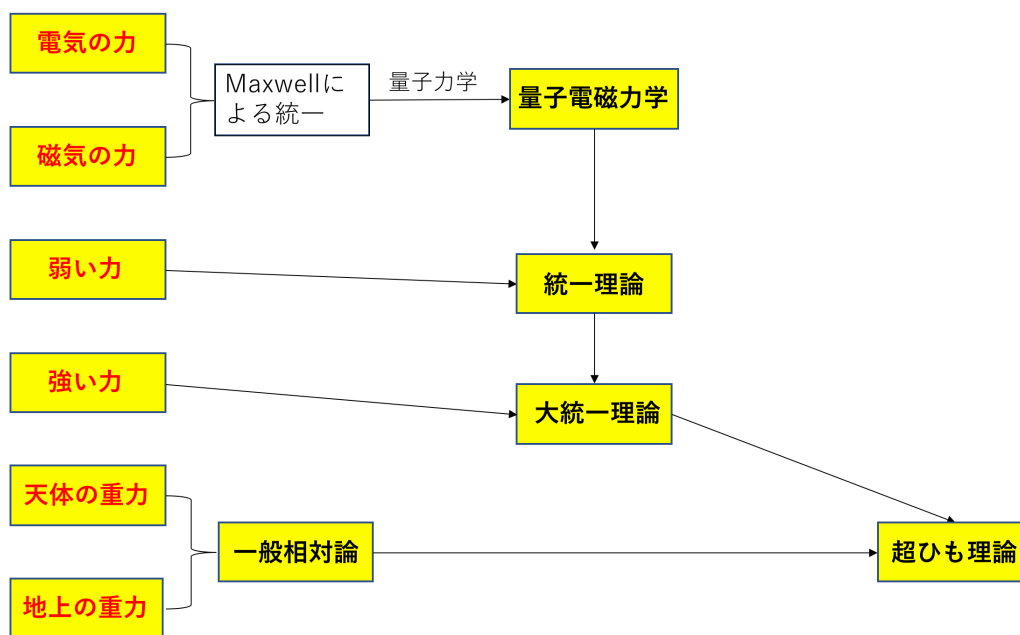 電気の力
Maxwellに
よる統一
量子力学
量子電磁力学
磁気の力
弱い力
統一理論
強い力
大統一理論
天体の重力
一般相対論
超ひも理論
地上の重力